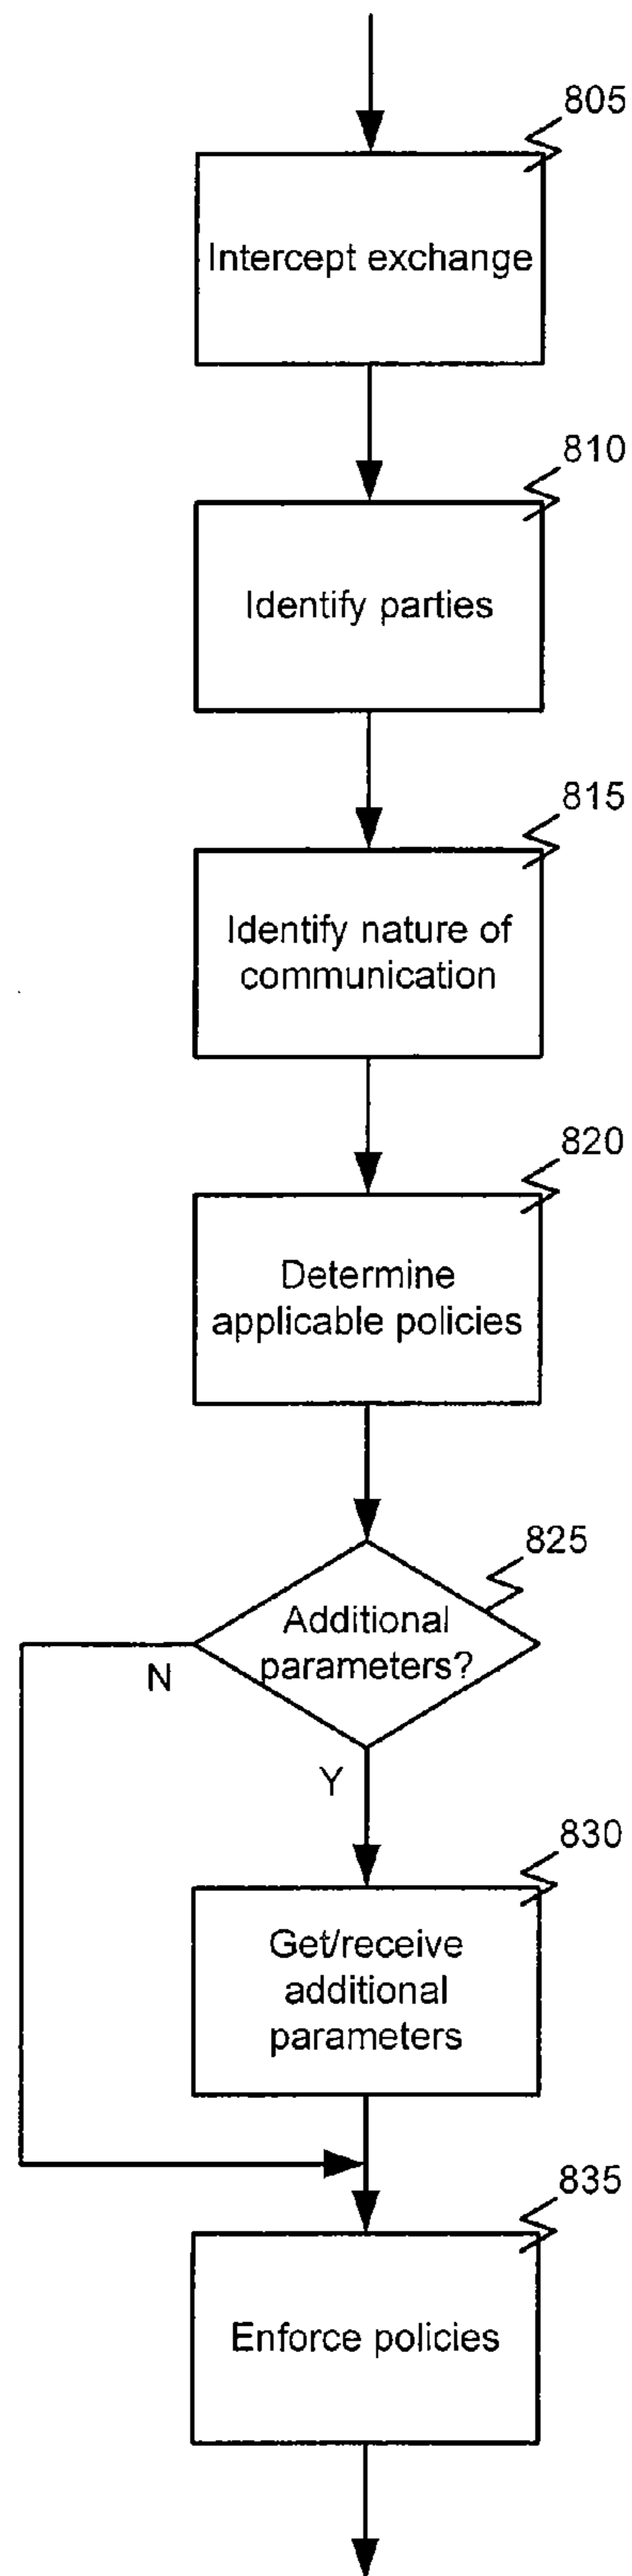 805
Intercept exchange
810
Identify parties
815
Identify nature of
communication
820
Determine
applicable policies
825
Additional
parameters?
N
Y
830
Get/receive
additional
parameters
835
Enforce policies